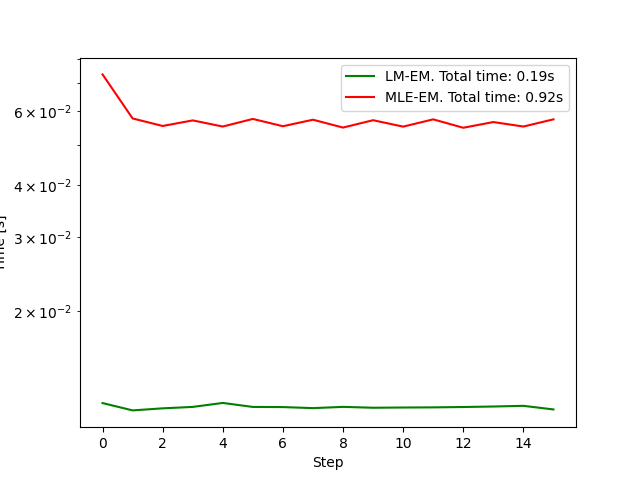 LM-EM. Total time: 0.19s
MLE-EM. Total time: 0.92s
6 × 10⁻²
4 × 10⁻²
3 × 10⁻²
2 × 10⁻²
[s]
0 2 4 6 8 10 12 14
Step